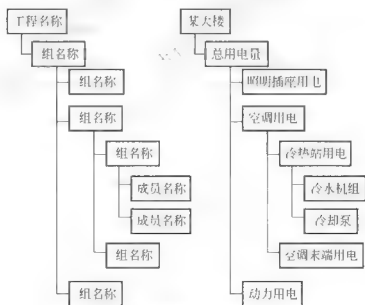 工程名称
组名称
组名称
组名称
组名称
成员名称
成员名称
组名称
组名称
某大楼
总用电量
照明插座用电
空调用电
冷热站用电
冷水机组
冷却泵
空调末端用电
动力用电